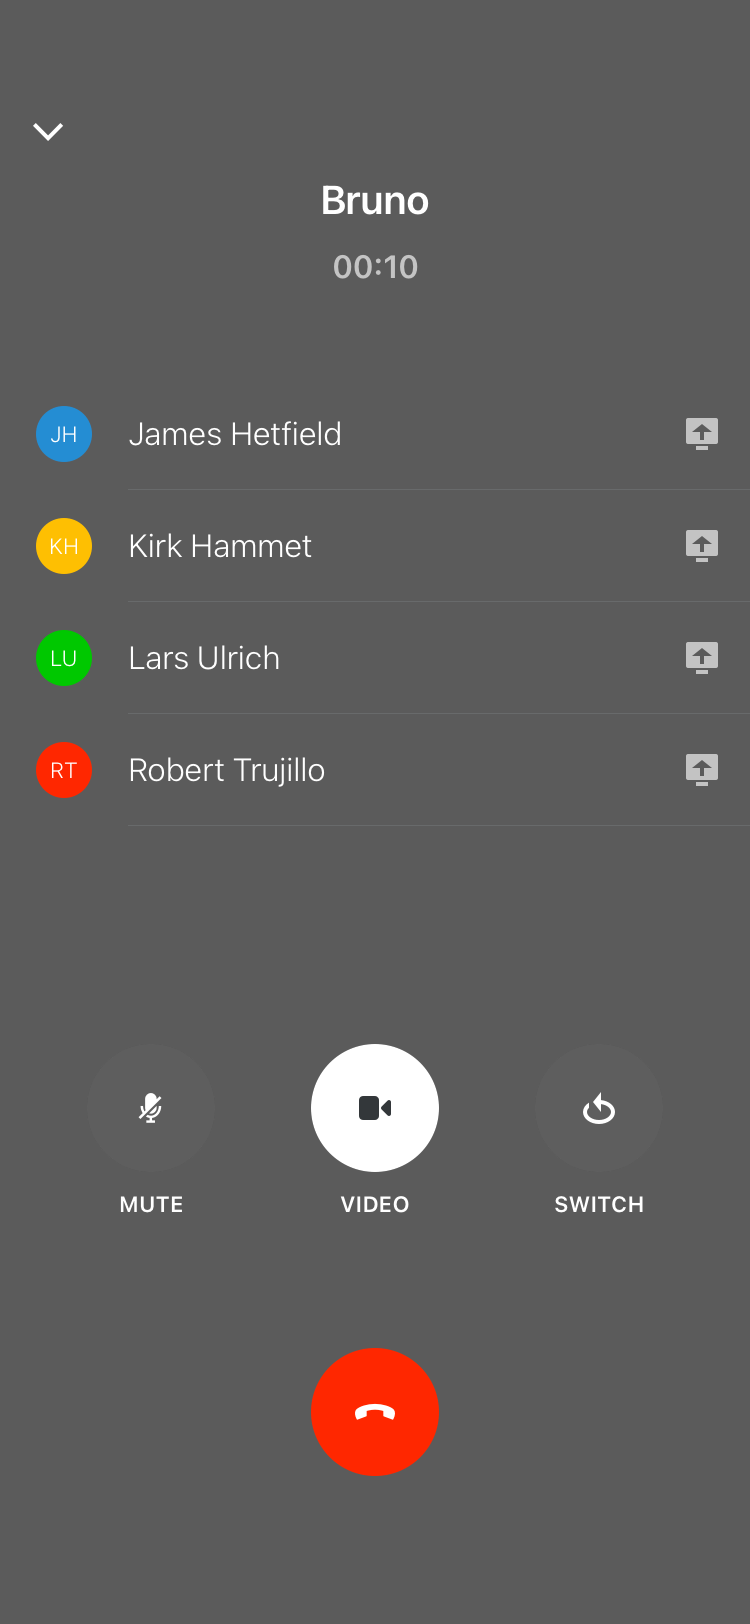 Bruno
00:10
JH James Hetfield
KH Kirk Hammet
LU Lars Ulrich
RT Robert Trujillo
MUTE VIDEO SWITCH